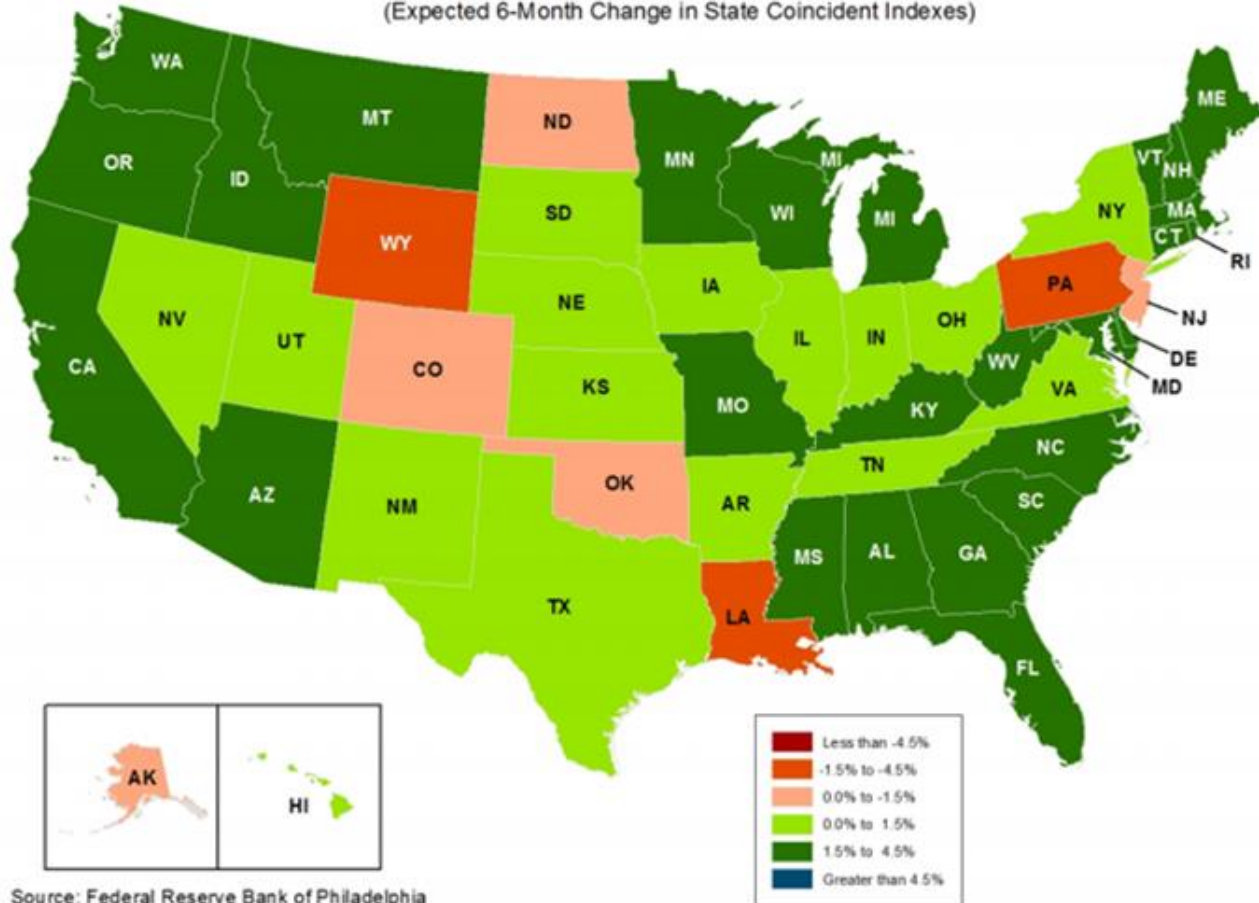 (Expected 6-Month Change in State Coincident Indexes)
WA
MT
ND
MN
ME
OR
ID
SD
WI
MI
MI
VT
NH
NY
MA
CT
RI
WY
NE
IA
PA
NJ
NV
UT
CO
KS
IL
IN
OH
WV
DE
MD
CA
MO
KY
VA
AZ
NM
OK
AR
TN
NC
SC
TX
LA
MS
AL
GA
FL
AK
HI
Less than -4.5%
-1.5% to -4.5%
0.0% to -1.5%
0.0% to 1.5%
1.5% to 4.5%
Greater than 4.5%
Source: Federal Reserve Bank of Philadelphia